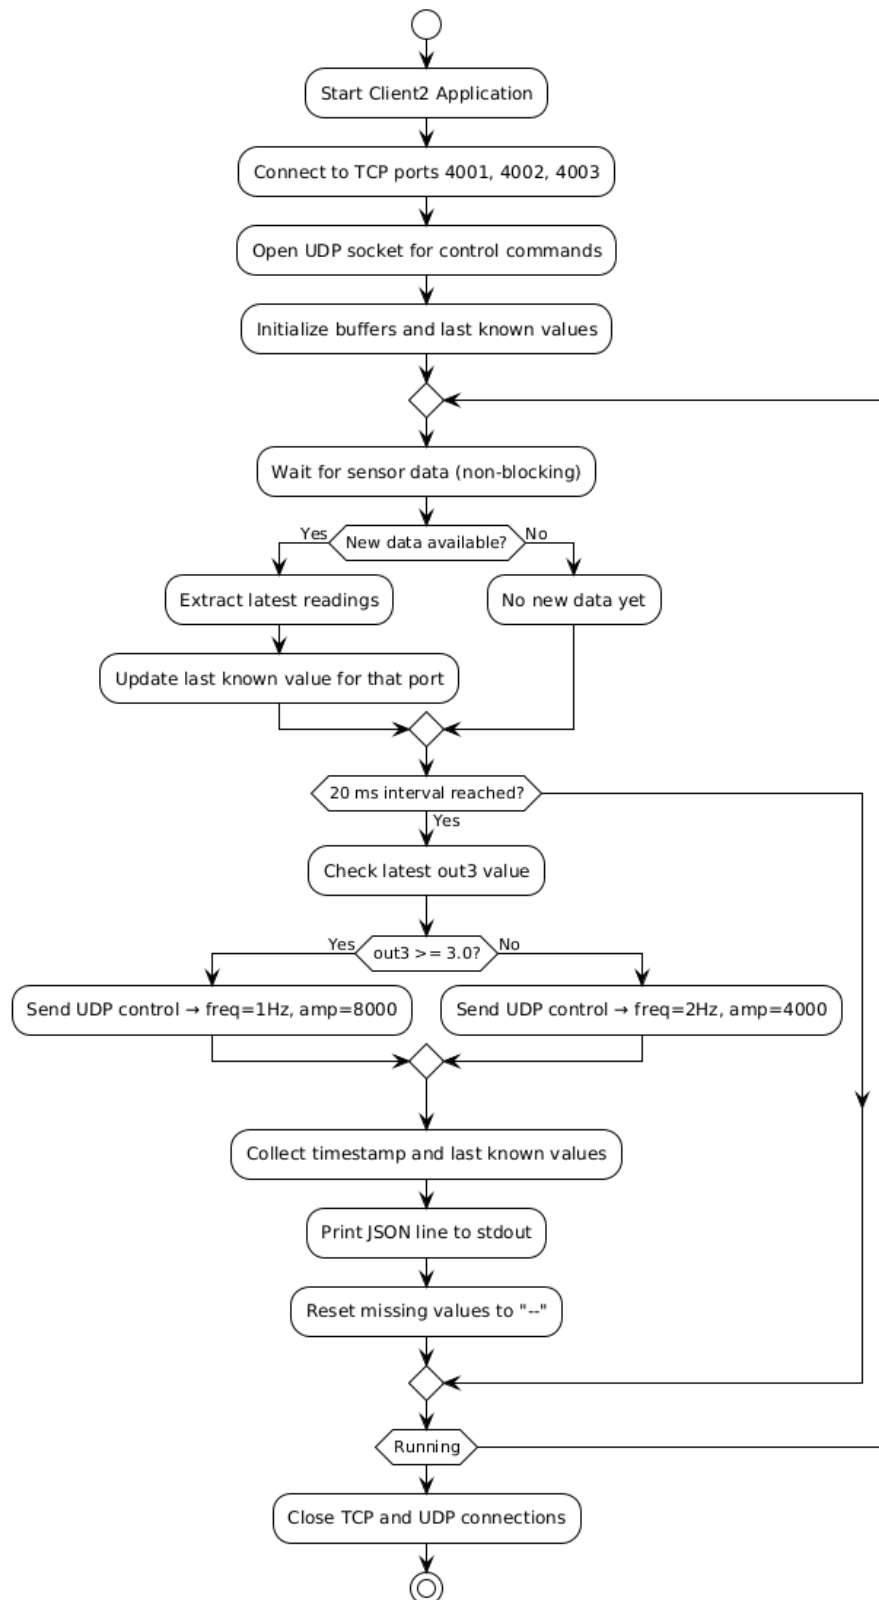 Start Client2 Application
Connect to TCP ports 4001, 4002, 4003
Open UDP socket for control commands
Initialize buffers and last known values
Wait for sensor data (non-blocking)
Yes
New data available?
No
Extract latest readings
No new data yet
Update last known value for that port
20 ms interval reached?
Yes
Check latest out3 value
Yes
out3 >= 3.0?
No
Send UDP control → freq=1Hz, amp=8000
Send UDP control → freq=2Hz, amp=4000
Collect timestamp and last known values
Print JSON line to stdout
Reset missing values to "--"
Running
Close TCP and UDP connections